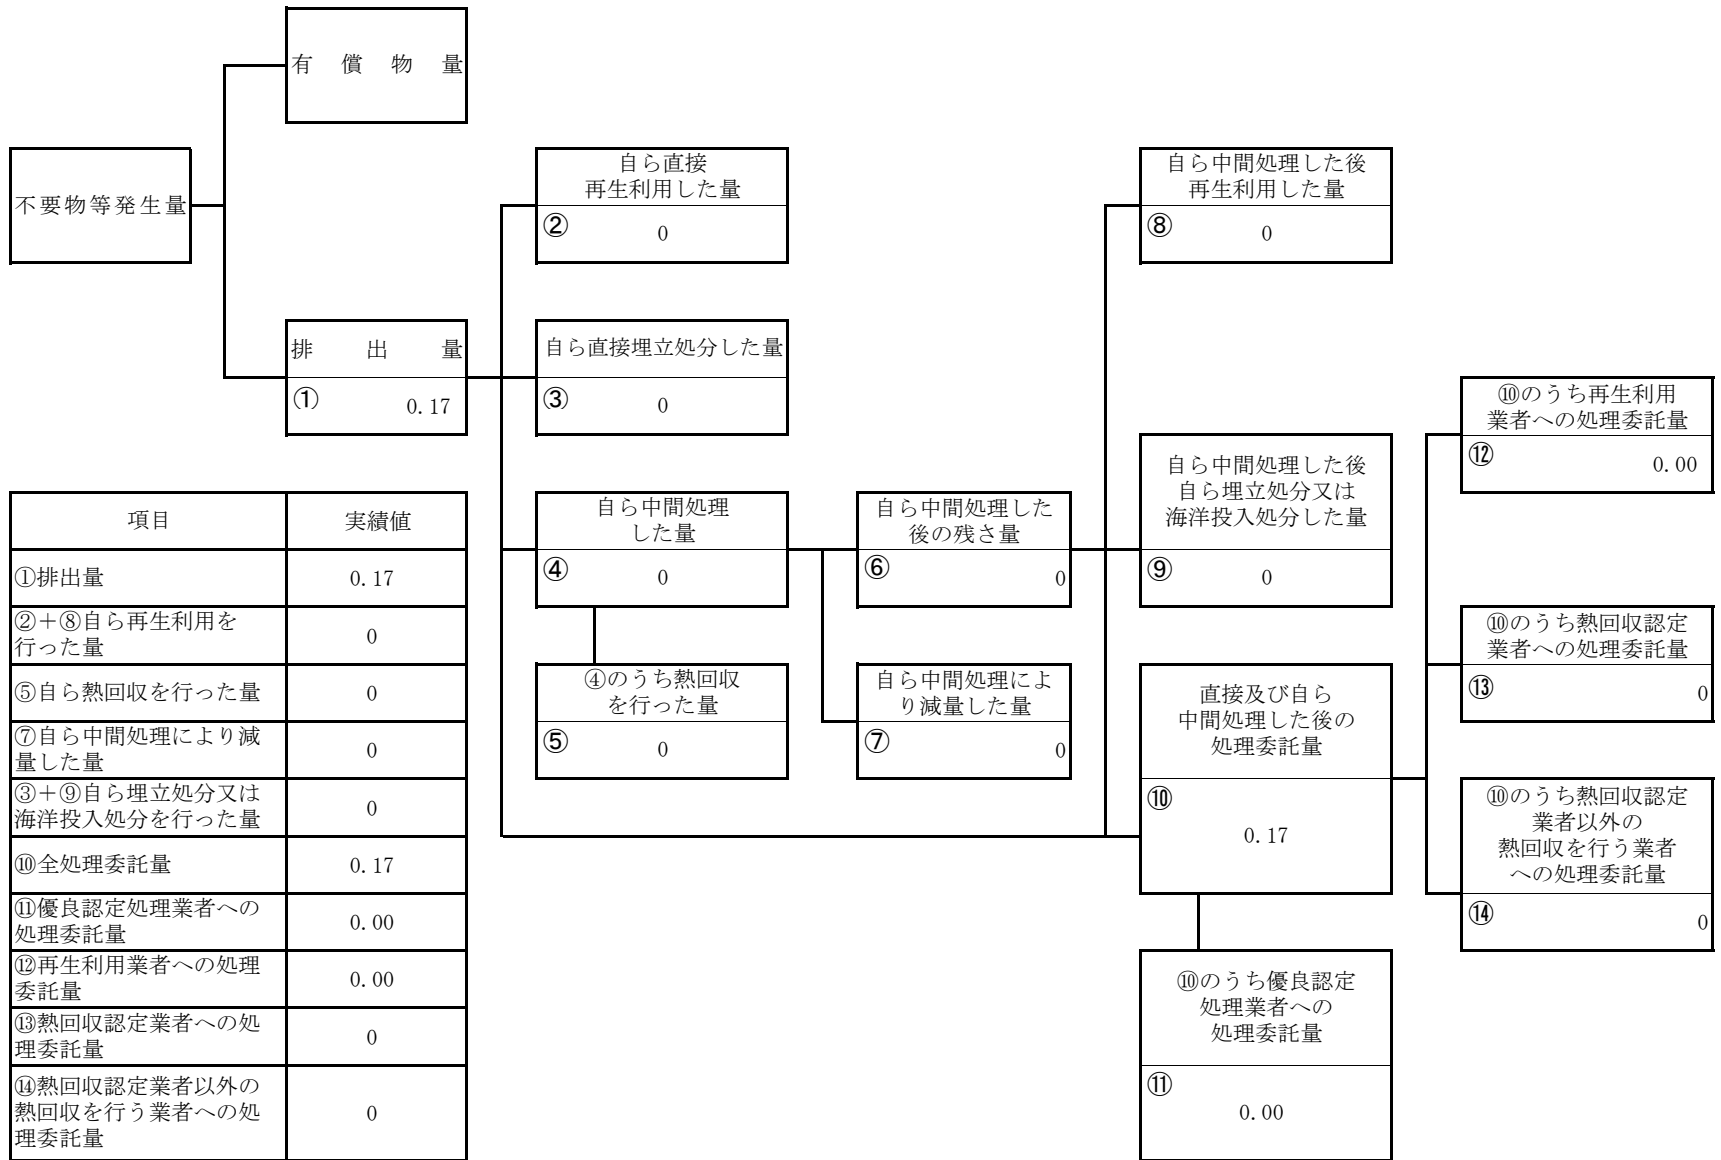 有償物量
不要物等発生量
自ら直接
再生利用した量
②
0
自ら中間処理した後
再生利用した量
⑧
0
排出量
①
0.17
自ら直接埋立処分した量
③
0
⑩のうち再生利用
業者への処理委託量
⑫
0.00
自ら中間処理
した量
④
0
自ら中間処理した
後の残さ量
⑥
0
自ら中間処理した後
自ら埋立処分又は
海洋投入処分した量
⑨
0
④のうち熱回収
を行った量
⑤
0
自ら中間処理によ
り減量した量
⑦
0
直接及び自ら
中間処理した後の
処理委託量
⑩
0.17
⑩のうち熱回収認定
業者への処理委託量
⑬
0
⑩のうち熱回収認定
業者以外の
熱回収を行う業者
への処理委託量
⑭
0
⑩のうち優良認定
処理業者への
処理委託量
⑪
0.00
項目 実績値
①排出量 0.17
②＋⑧自ら再生利用を
行った量 0
⑤自ら熱回収を行った量 0
⑦自ら中間処理により減
量した量 0
③＋⑨自ら埋立処分又は
海洋投入処分を行った量 0
⑩全処理委託量 0.17
⑪優良認定処理業者への
処理委託量 0.00
⑫再生利用業者への処理
委託量 0.00
⑬熱回収認定業者への処
理委託量 0
⑭熱回収認定業者以外の
熱回収を行う業者への処
理委託量 0